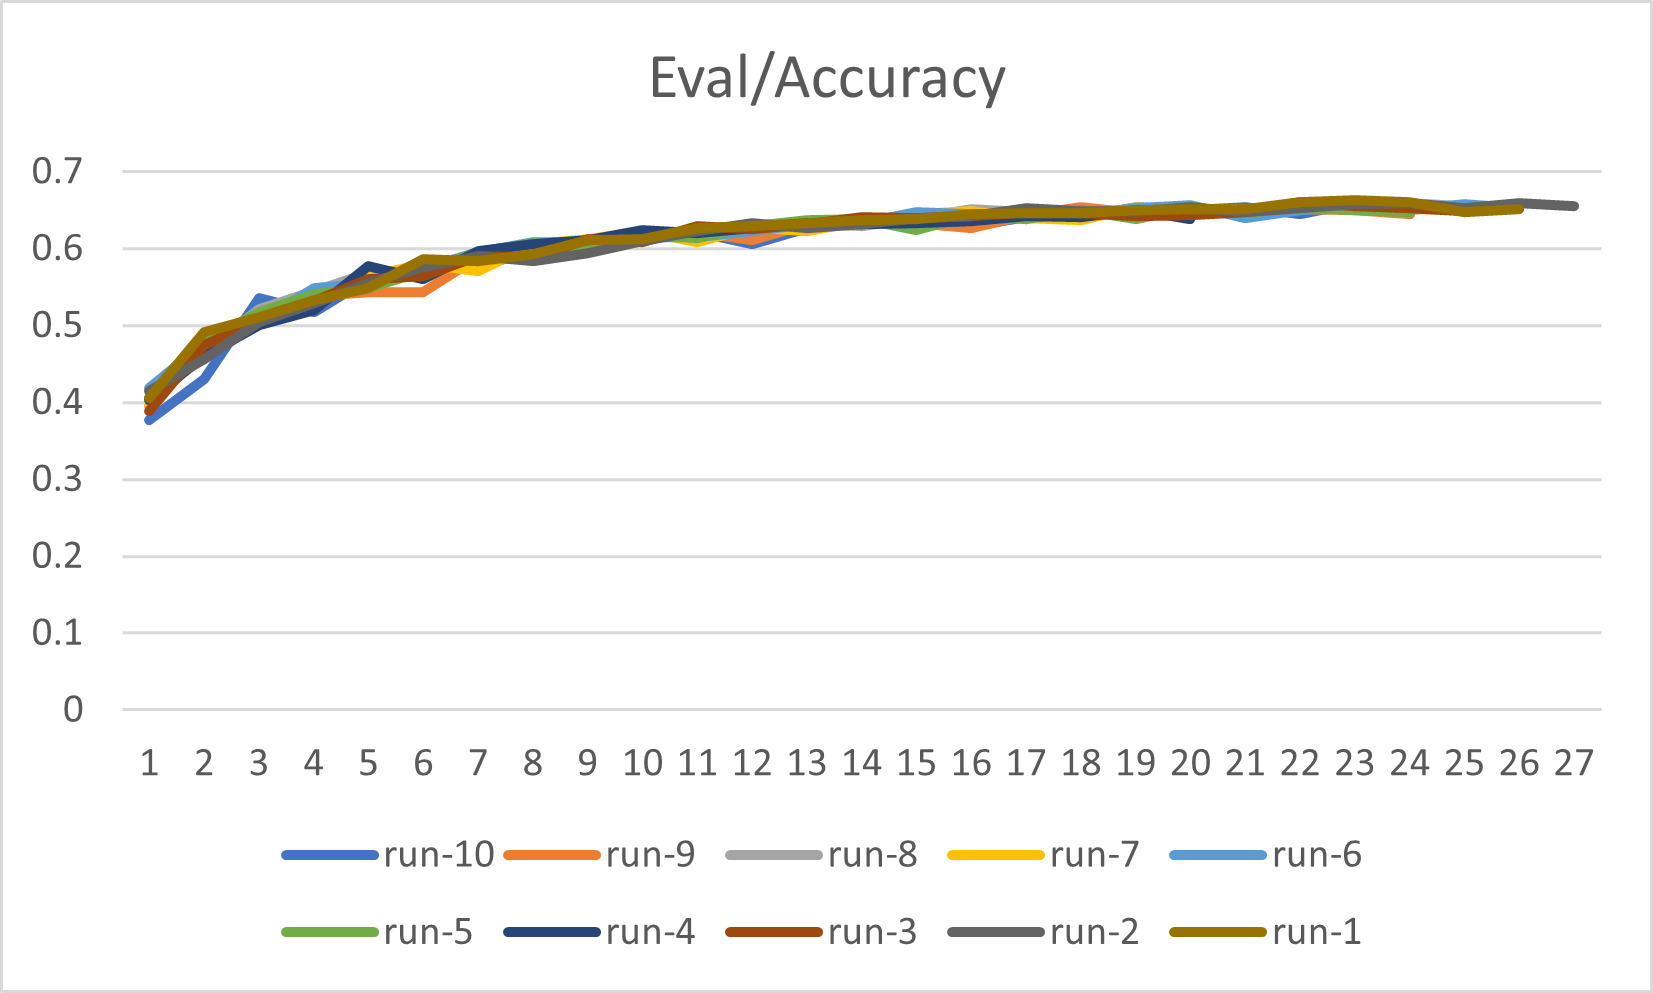 Eval/Accuracy
0.7
0.6
0.5
0.4
0.3
0.2
0.1
0
1 2 3 4 5 6 7 8 9 10 11 12 13 14 15 16 17 18 19 20 21 22 23 24 25 26 27
run-10 run-9 run-8 run-7 run-6
run-5 run-4 run-3 run-2 run-1